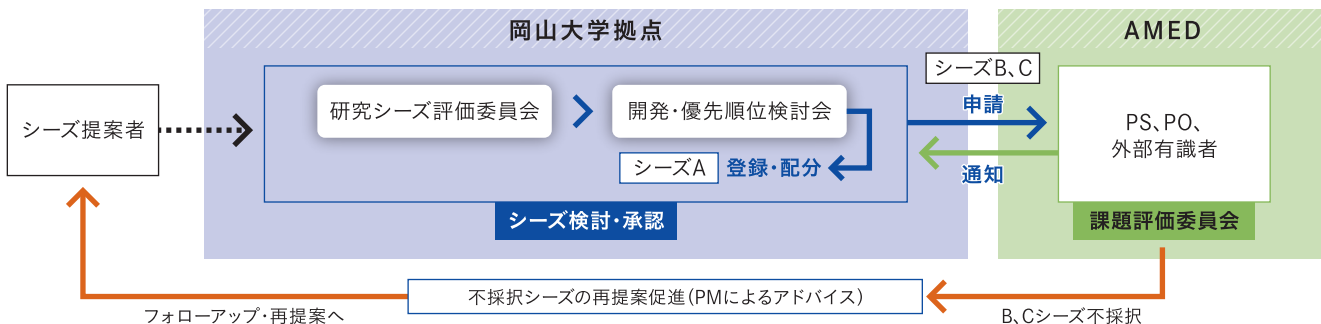 岡山大学拠点
AMED
シーズ提案者
研究シーズ評価委員会
開発・優先順位検討会
シーズA
登録・配分
シーズ検討・承認
シーズB、C
申請
通知
PS、PO、
外部有識者
課題評価委員会
不採択シーズの再提案促進(PMによるアドバイス)
フォローアップ・再提案へ
B、Cシーズ不採択